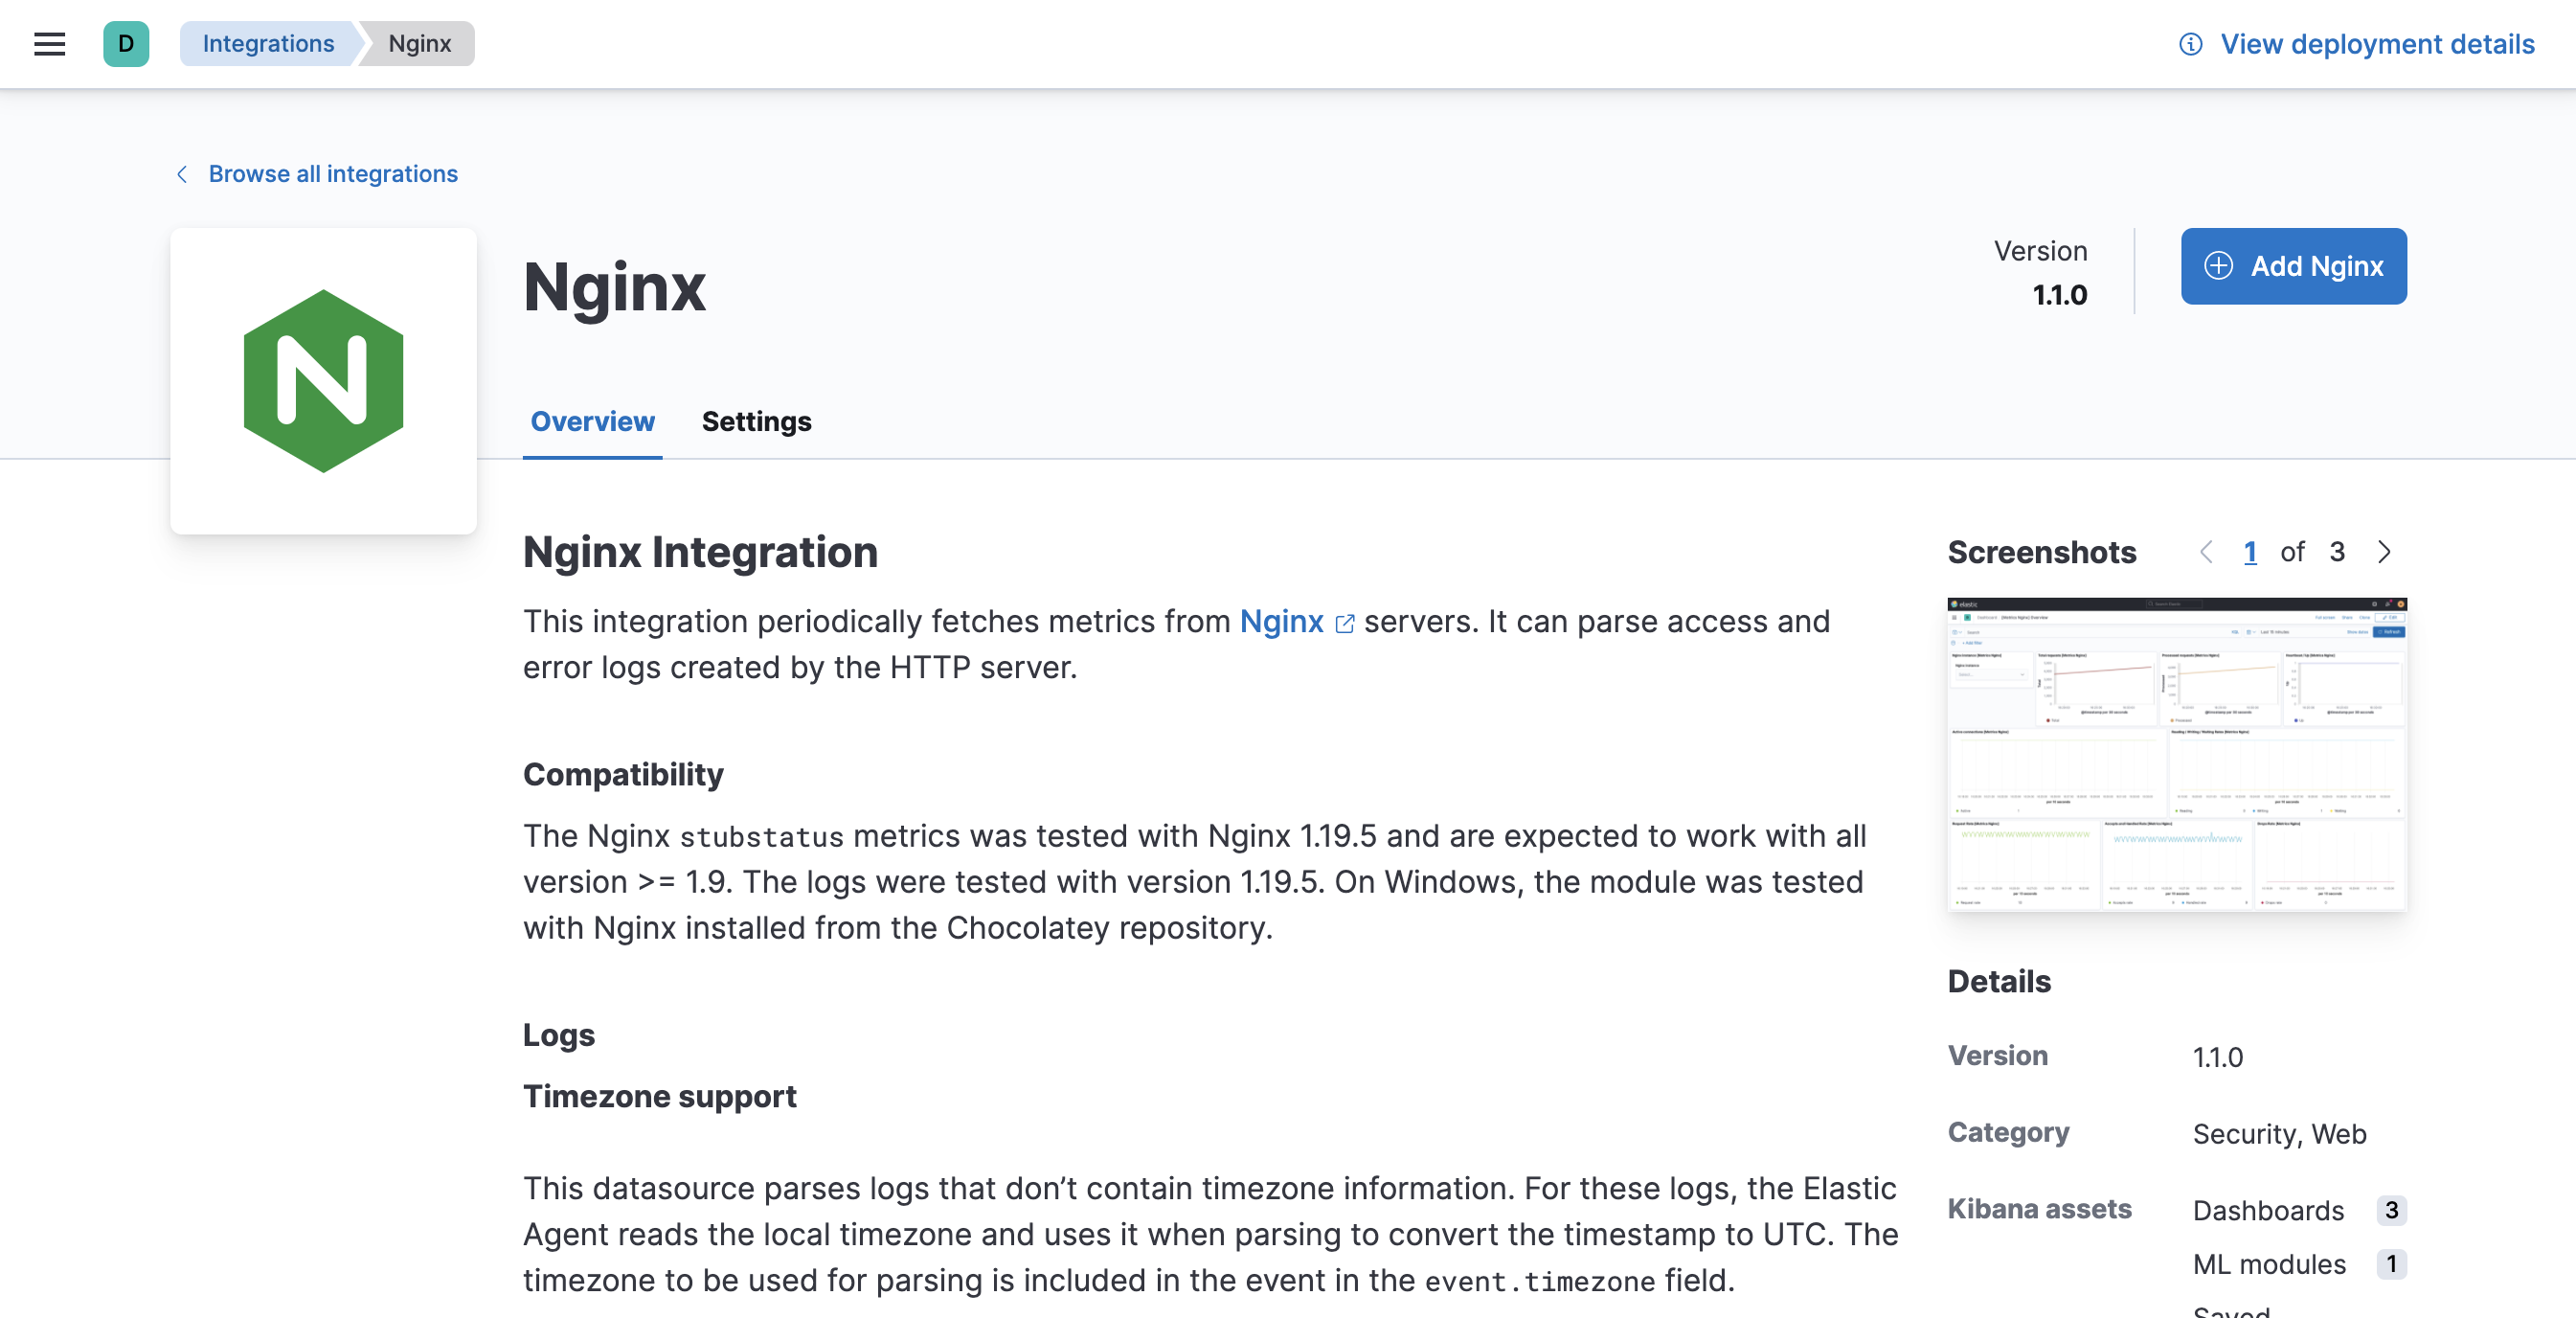 D
Integrations
Nginx
View deployment details
Browse all integrations
Nginx
Version
1.1.0
Add Nginx
Overview
Settings
Nginx Integration
This integration periodically fetches metrics from Nginx servers. It can parse access and
error logs created by the HTTP server.
Compatibility
The Nginx stubstatus metrics was tested with Nginx 1.19.5 and are expected to work with all
version >= 1.9. The logs were tested with version 1.19.5. On Windows, the module was tested
with Nginx installed from the Chocolatey repository.
Logs
Timezone support
This datasource parses logs that don’t contain timezone information. For these logs, the Elastic
Agent reads the local timezone and uses it when parsing to convert the timestamp to UTC. The
timezone to be used for parsing is included in the event in the event.timezone field.
Screenshots
1 of 3
elastic
Details
Version 1.1.0
Category Security, Web
Kibana assets Dashboards 3
ML modules 1